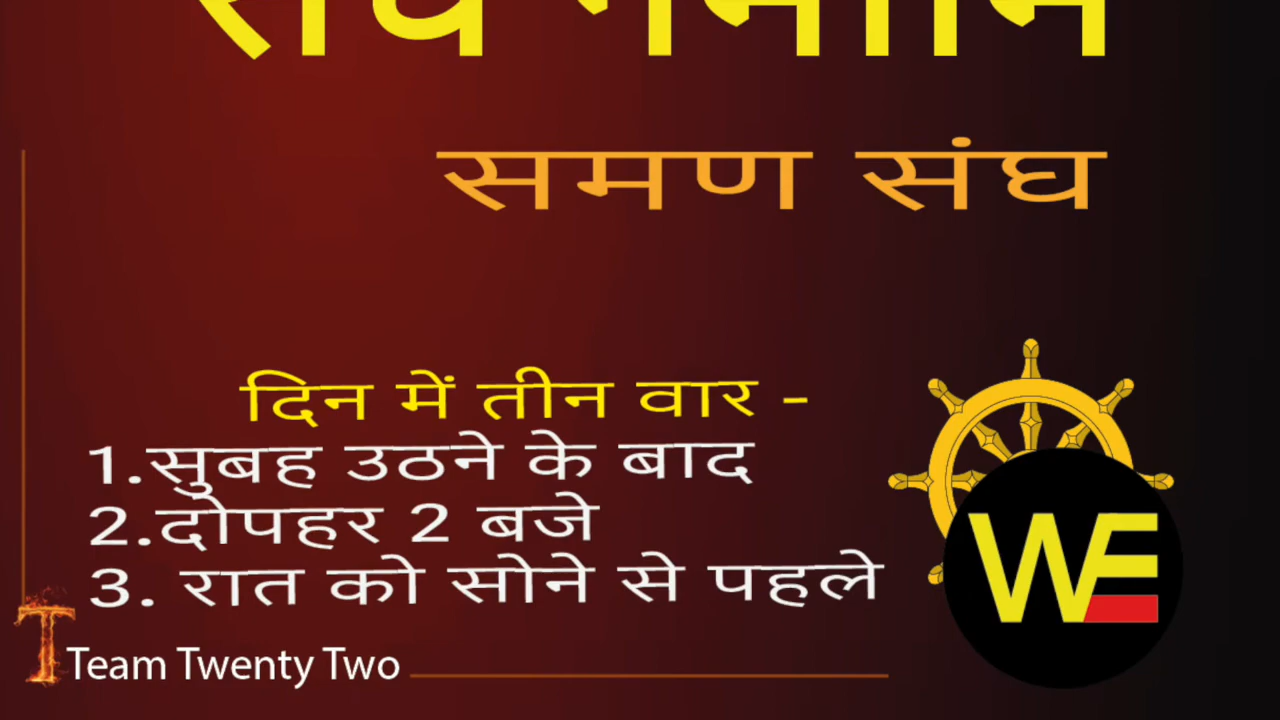 समण संघ
दिन में तीन वार -
1.सुबह उठने के बाद
2.दोपहर 2 बजे
3. रात को सोने से पहले
WE
T
Team Twenty Two